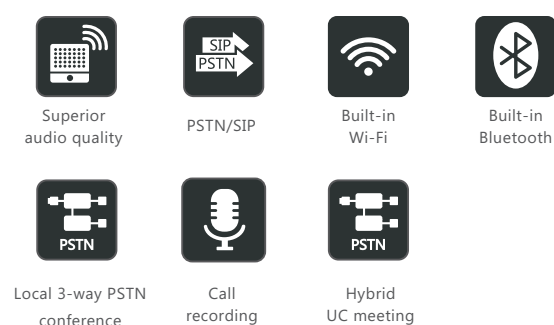 SIP
PSTN
Superior
audio quality
PSTN/SIP
Built-in
Wi-Fi
Built-in
Bluetooth
PSTN
PSTN
Local 3-way PSTN
conference
Call
recording
Hybrid
UC meeting